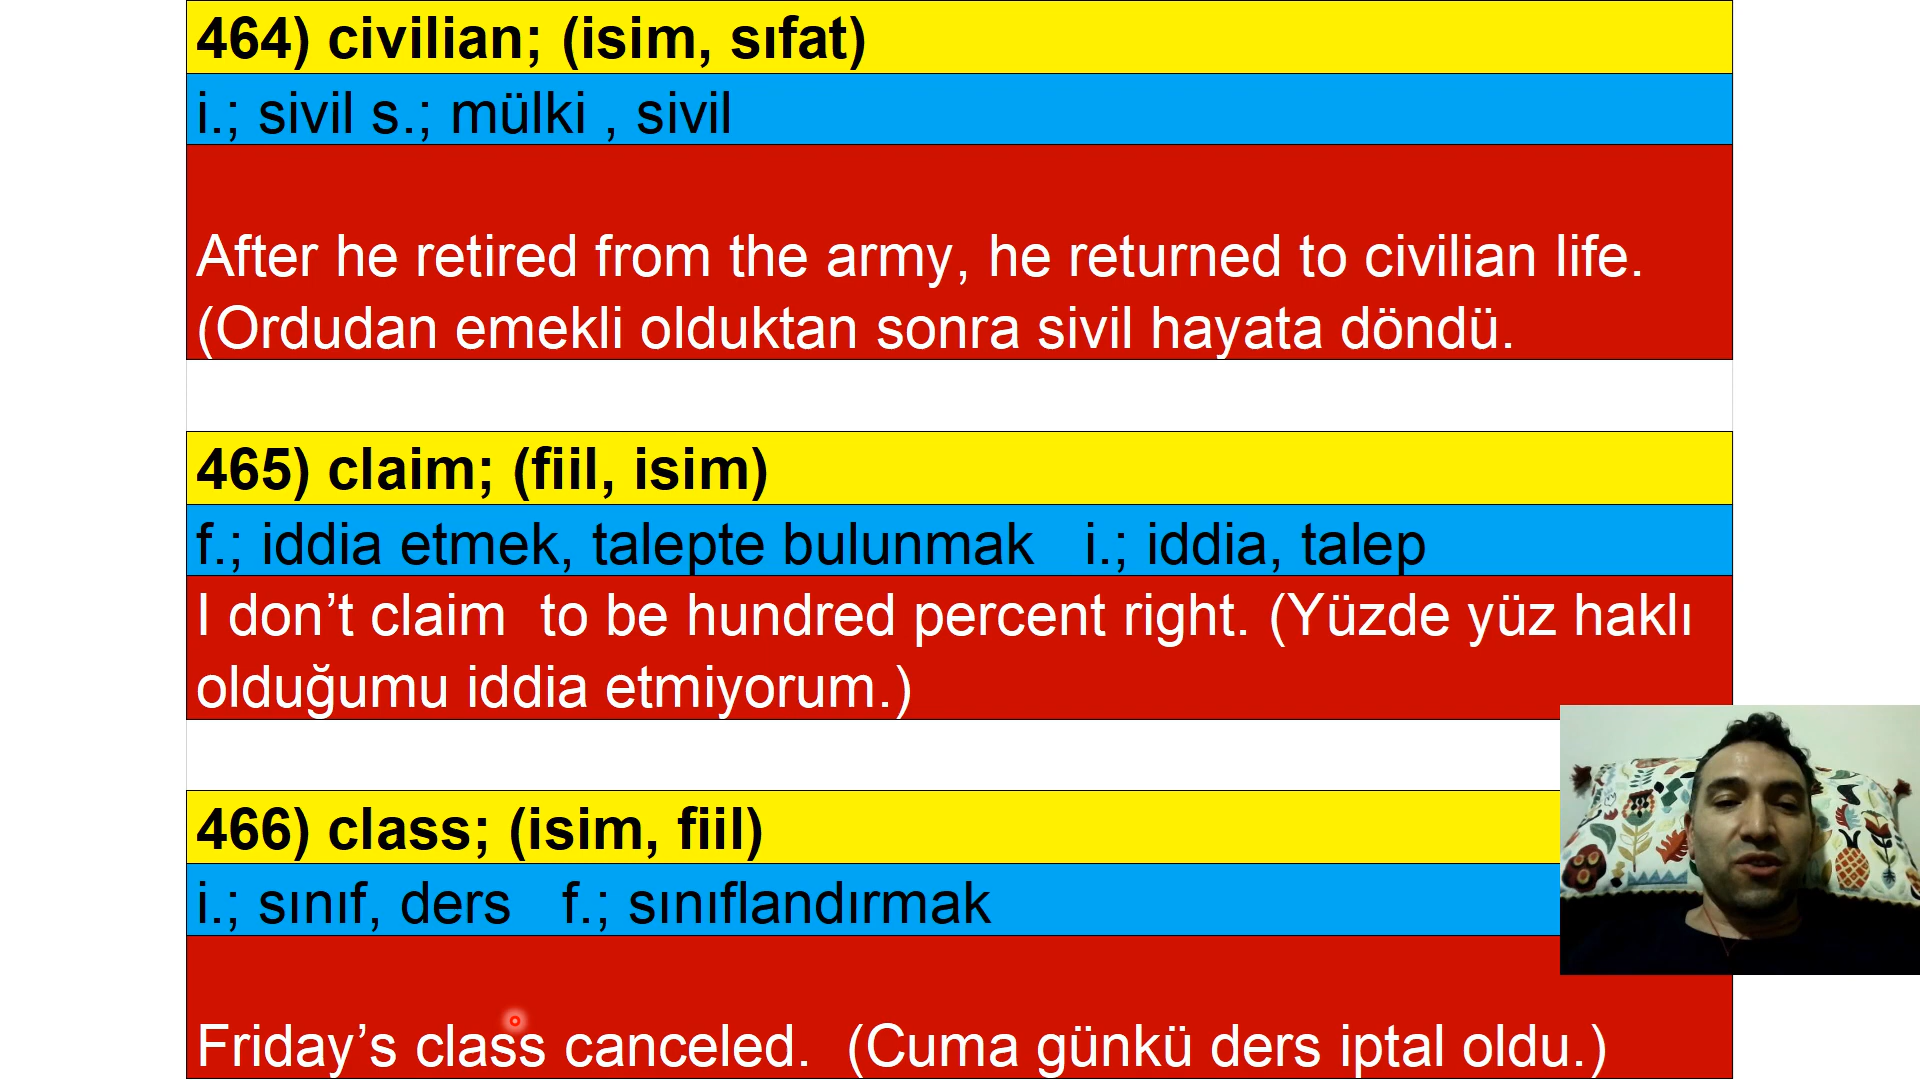 464) civilian; (isim, sıfat)
i.; sivil s.; mülki , sivil
After he retired from the army, he returned to civilian life.
(Ordudan emekli olduktan sonra sivil hayata döndü.
465) claim; (fiil, isim)
f.; iddia etmek, talepte bulunmak   i.; iddia, talep
I don’t claim  to be hundred percent right. (Yüzde yüz haklı
olduğumu iddia etmiyorum.)
466) class; (isim, fiil)
i.; sınıf, ders   f.; sınıflandırmak
Friday’s class canceled.  (Cuma günkü ders iptal oldu.)